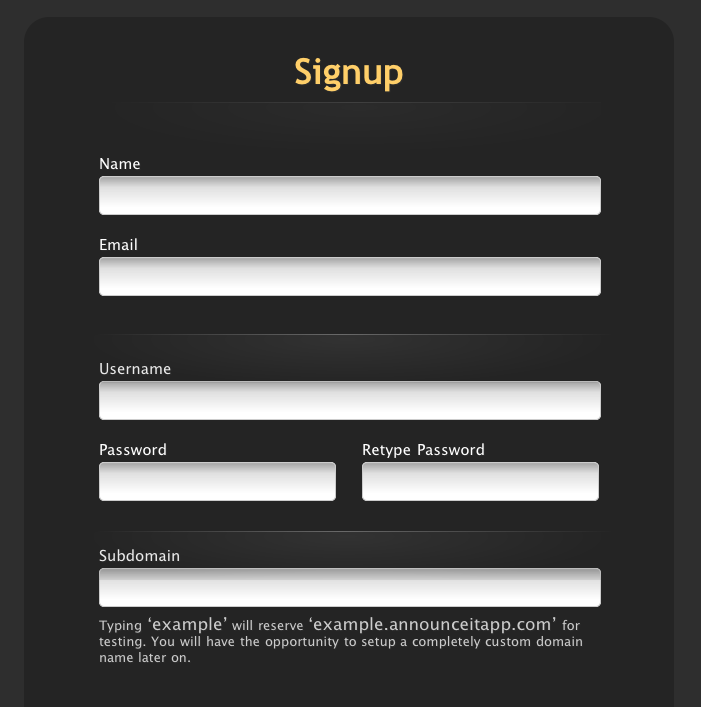 Signup
Name
Email
Username
Password
Retype Password
Subdomain
Typing ‘example’ will reserve ‘example.announceitapp.com’ for
testing. You will have the opportunity to setup a completely custom domain
name later on.